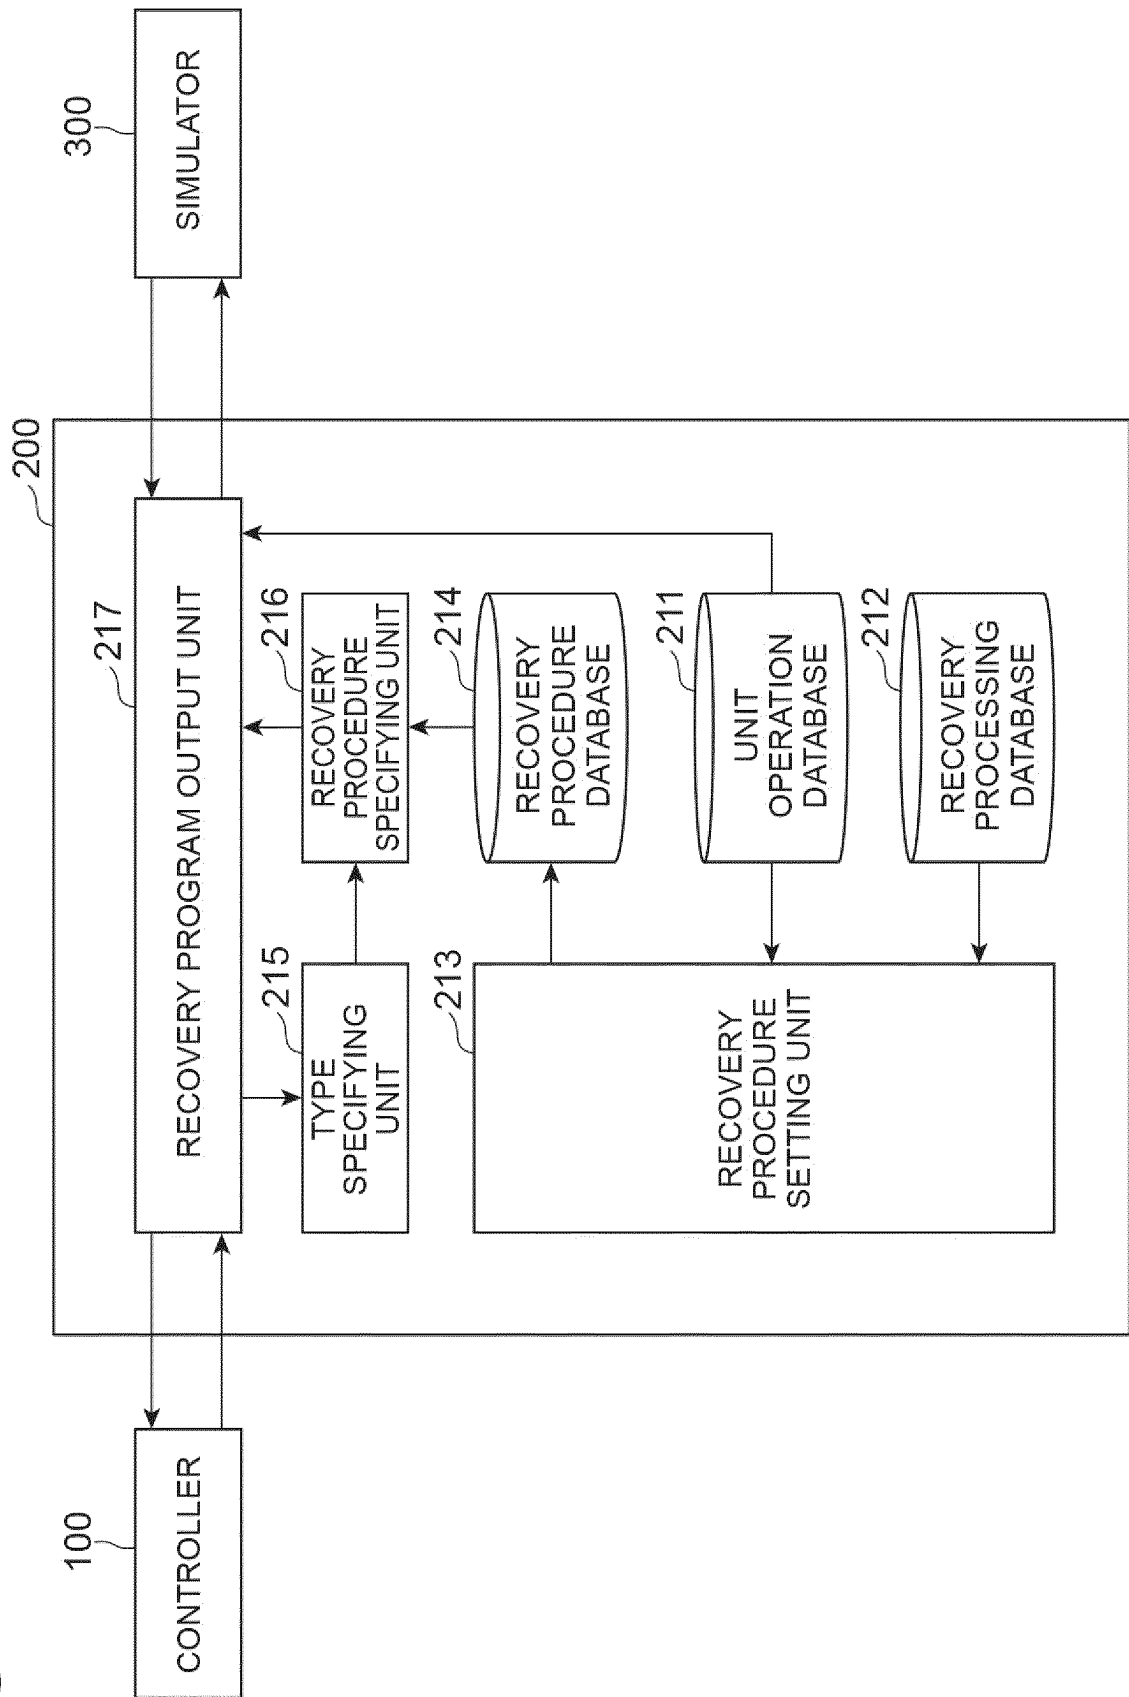 200
100
300
217
CONTROLLER
RECOVERY PROGRAM OUTPUT UNIT
SIMULATOR
215
216
TYPE
SPECIFYING
UNIT
RECOVERY
PROCEDURE
SPECIFYING UNIT
213
214
RECOVERY
PROCEDURE
SETTING UNIT
RECOVERY
PROCEDURE
DATABASE
211
UNIT
OPERATION
DATABASE
212
RECOVERY
PROCESSING
DATABASE